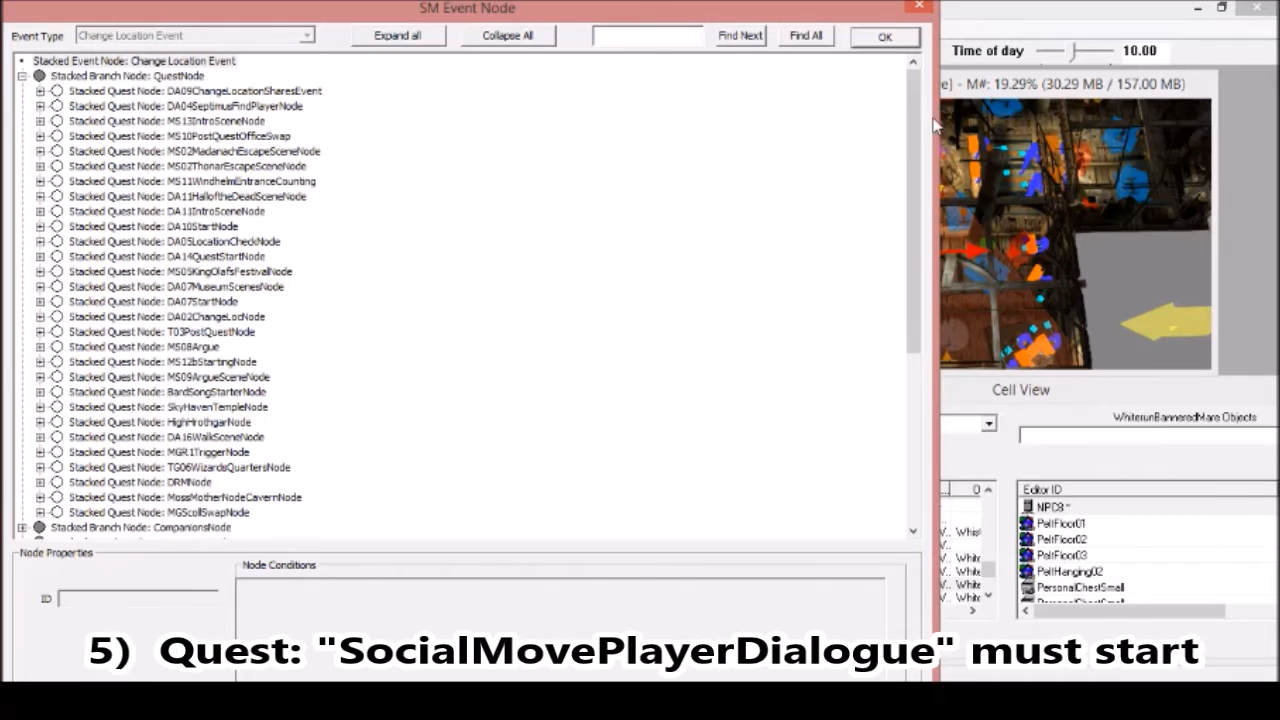 SM Event Node
Event Type
Change Location Event
Expand all
Collapse All
Find Next
Find All
OK
Stacked Event Node: Change Location Event
Stacked Branch Node: QuestNode
Stacked Quest Node: DA09ChangeLocationSharesEvent
Stacked Quest Node: DA04SeptimusFindPlayerNode
Stacked Quest Node: MS13IntroSceneNode
Stacked Quest Node: MS10PostQuestOfficeSwap
Stacked Quest Node: MS02MadanachEscapeSceneNode
Stacked Quest Node: MS02ThonarEscapeSceneNode
Stacked Quest Node: MS11WindhelmEntranceCounting
Stacked Quest Node: DA11HalloftheDeadSceneNode
Stacked Quest Node: DA11IntroSceneNode
Stacked Quest Node: DA10StartNode
Stacked Quest Node: DA05LocationCheckNode
Stacked Quest Node: DA14QuestStartNode
Stacked Quest Node: MS05KingOlafsFestivalNode
Stacked Quest Node: DA07MuseumScenesNode
Stacked Quest Node: DA07StartNode
Stacked Quest Node: DA02ChangeLocNode
Stacked Quest Node: T03PostQuestNode
Stacked Quest Node: MS08Argue
Stacked Quest Node: MS12bStartingNode
Stacked Quest Node: MS09ArgueSceneNode
Stacked Quest Node: BardSongStarterNode
Stacked Quest Node: SkyHavenTempleNode
Stacked Quest Node: HighHrothgarNode
Stacked Quest Node: DA16WalkSceneNode
Stacked Quest Node: MGR1TriggerNode
Stacked Quest Node: TG06WizardsQuartersNode
Stacked Quest Node: DRMNode
Stacked Quest Node: MossMotherNodeCavernNode
Stacked Quest Node: MGScollSwapNode
Stacked Branch Node: CompanionsNode
Node Properties
ID
Node Conditions
Time of day
10.00
e] - M#: 19.29% (30.29 MB / 157.00 MB)
Cell View
WhiterunBanneredMare Objects
Editor ID
NPC8 *
PeltFloor01
PeltFloor02
PeltFloor03
PeltHanging02
PersonalChestSmall
PersonalChestSmall
5) Quest: "SocialMovePlayerDialogue" must start